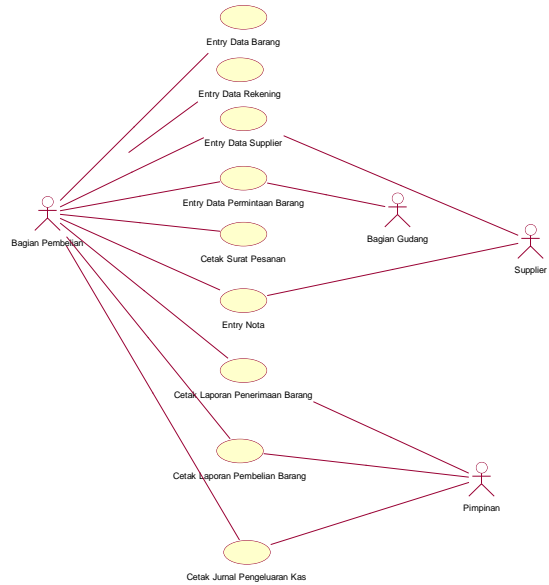 Entry Data Barang
Entry Data Rekening
Entry Data Supplier
Entry Data Permintaan Barang
Bagian Pembelian
Bagian Gudang
Cetak Surat Pesanan
Supplier
Entry Nota
Cetak Laporan Penerimaan Barang
Cetak Laporan Pembelian Barang
Pimpinan
Cetak Jurnal Pengeluaran Kas